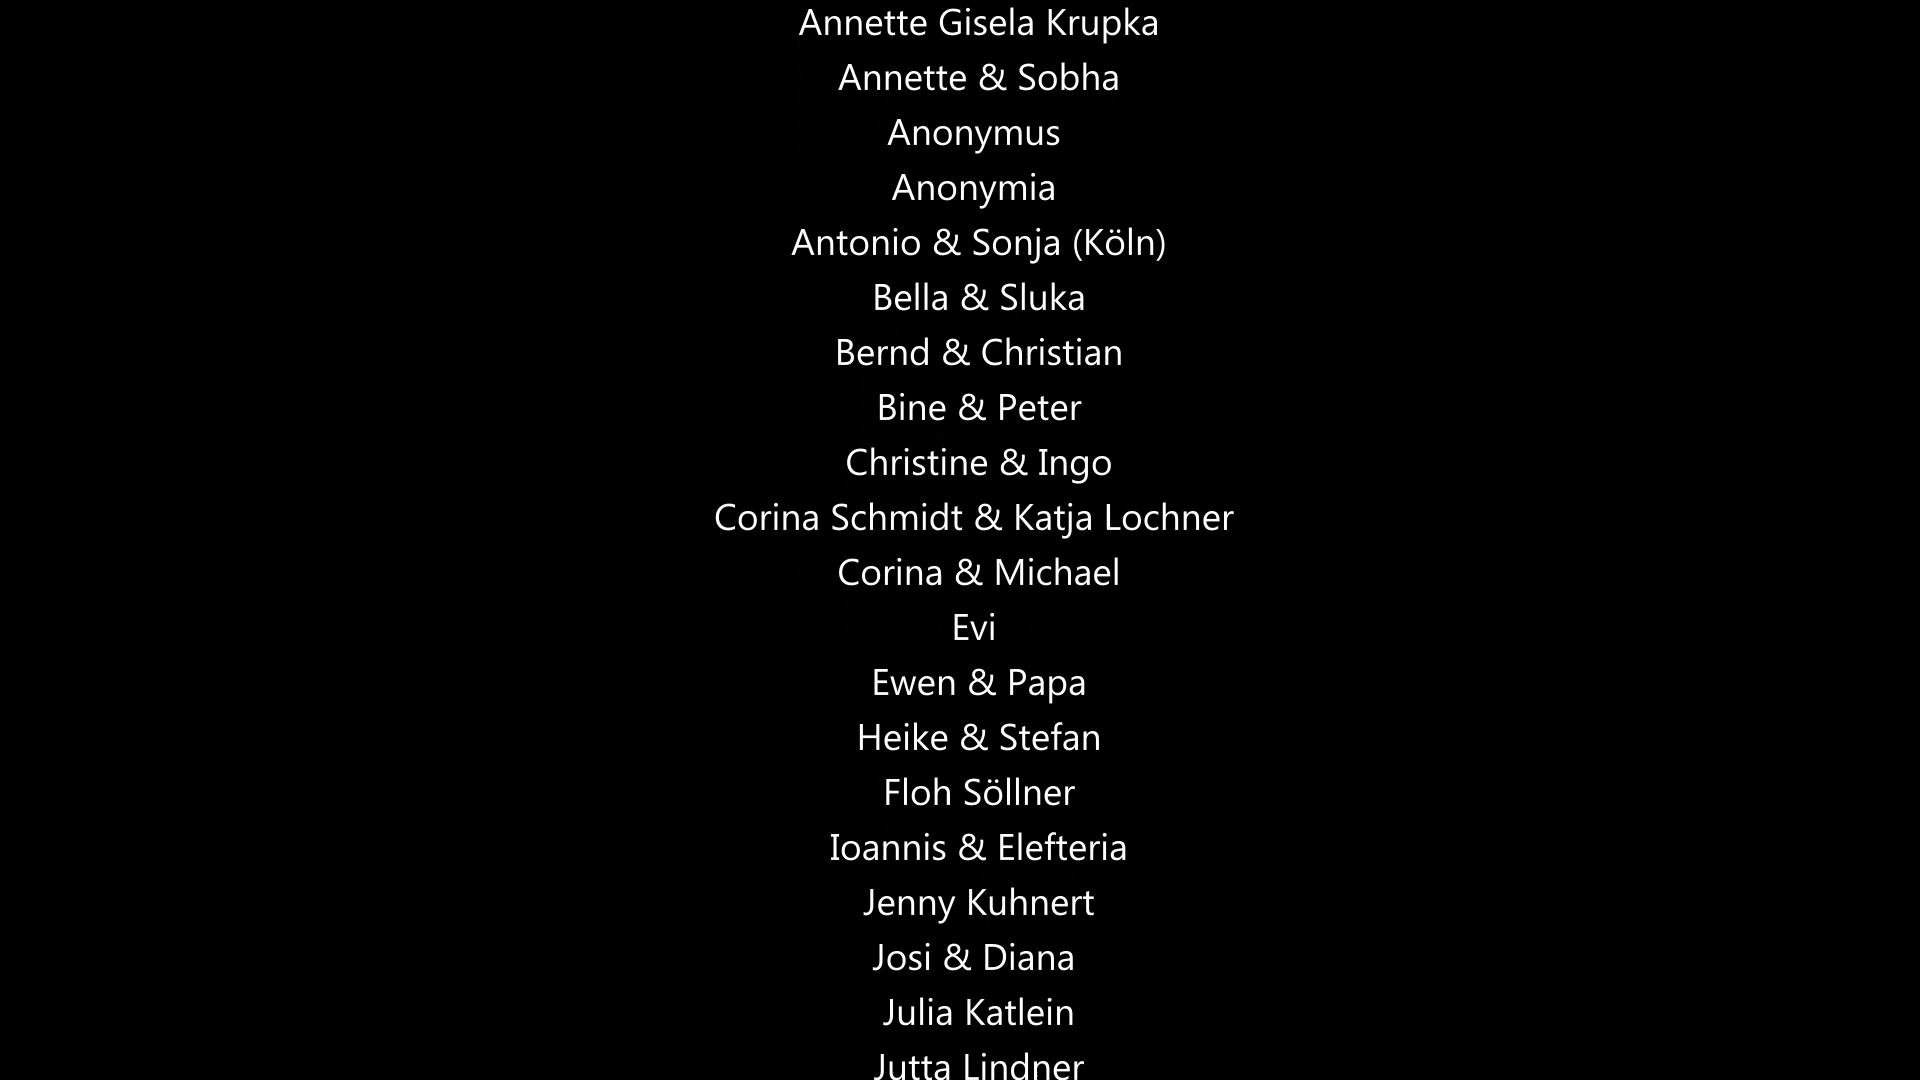 Annette Gisela Krupka
Annette & Sobha
Anonymus
Anonymia
Antonio & Sonja (Köln)
Bella & Sluka
Bernd & Christian
Bine & Peter
Christine & Ingo
Corina Schmidt & Katja Lochner
Corina & Michael
Evi
Ewen & Papa
Heike & Stefan
Floh Söllner
Ioannis & Elefteria
Jenny Kuhnert
Josi & Diana
Julia Katlein
Jutta Lindner